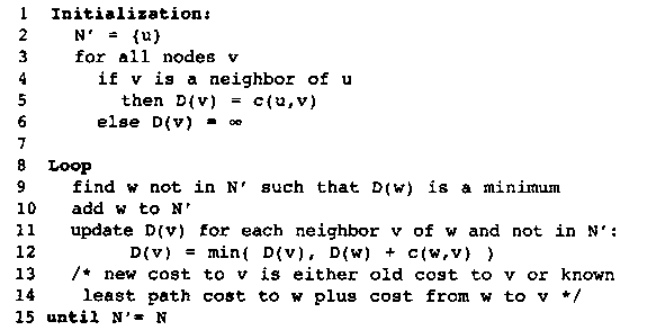 1 Initialization:
2 N' = {u}
3 for all nodes v
4 if v is a neighbor of u
5 then D(v) = c(u,v)
6 else D(v) = ∞
7
8 Loop
9 find w not in N' such that D(w) is a minimum
10 add w to N'
11 update D(v) for each neighbor v of w and not in N':
12 D(v) = min( D(v), D(w) + c(w,v) )
13 /* new cost to v is either old cost to v or known
14 least path cost to w plus cost from w to v */
15 until N'= N